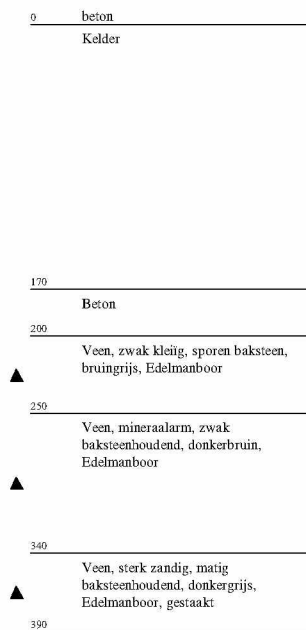 0 beton
Kelder
170
Beton
200
Veen, zwak kleiïg, sporen baksteen,
bruingrijs, Edelmanboor
250
Veen, mineraalarm, zwak
baksteenhoudend, donkerbruin,
Edelmanboor
340
Veen, sterk zandig, matig
baksteenhoudend, donkergrijs,
Edelmanboor, gestaakt
390